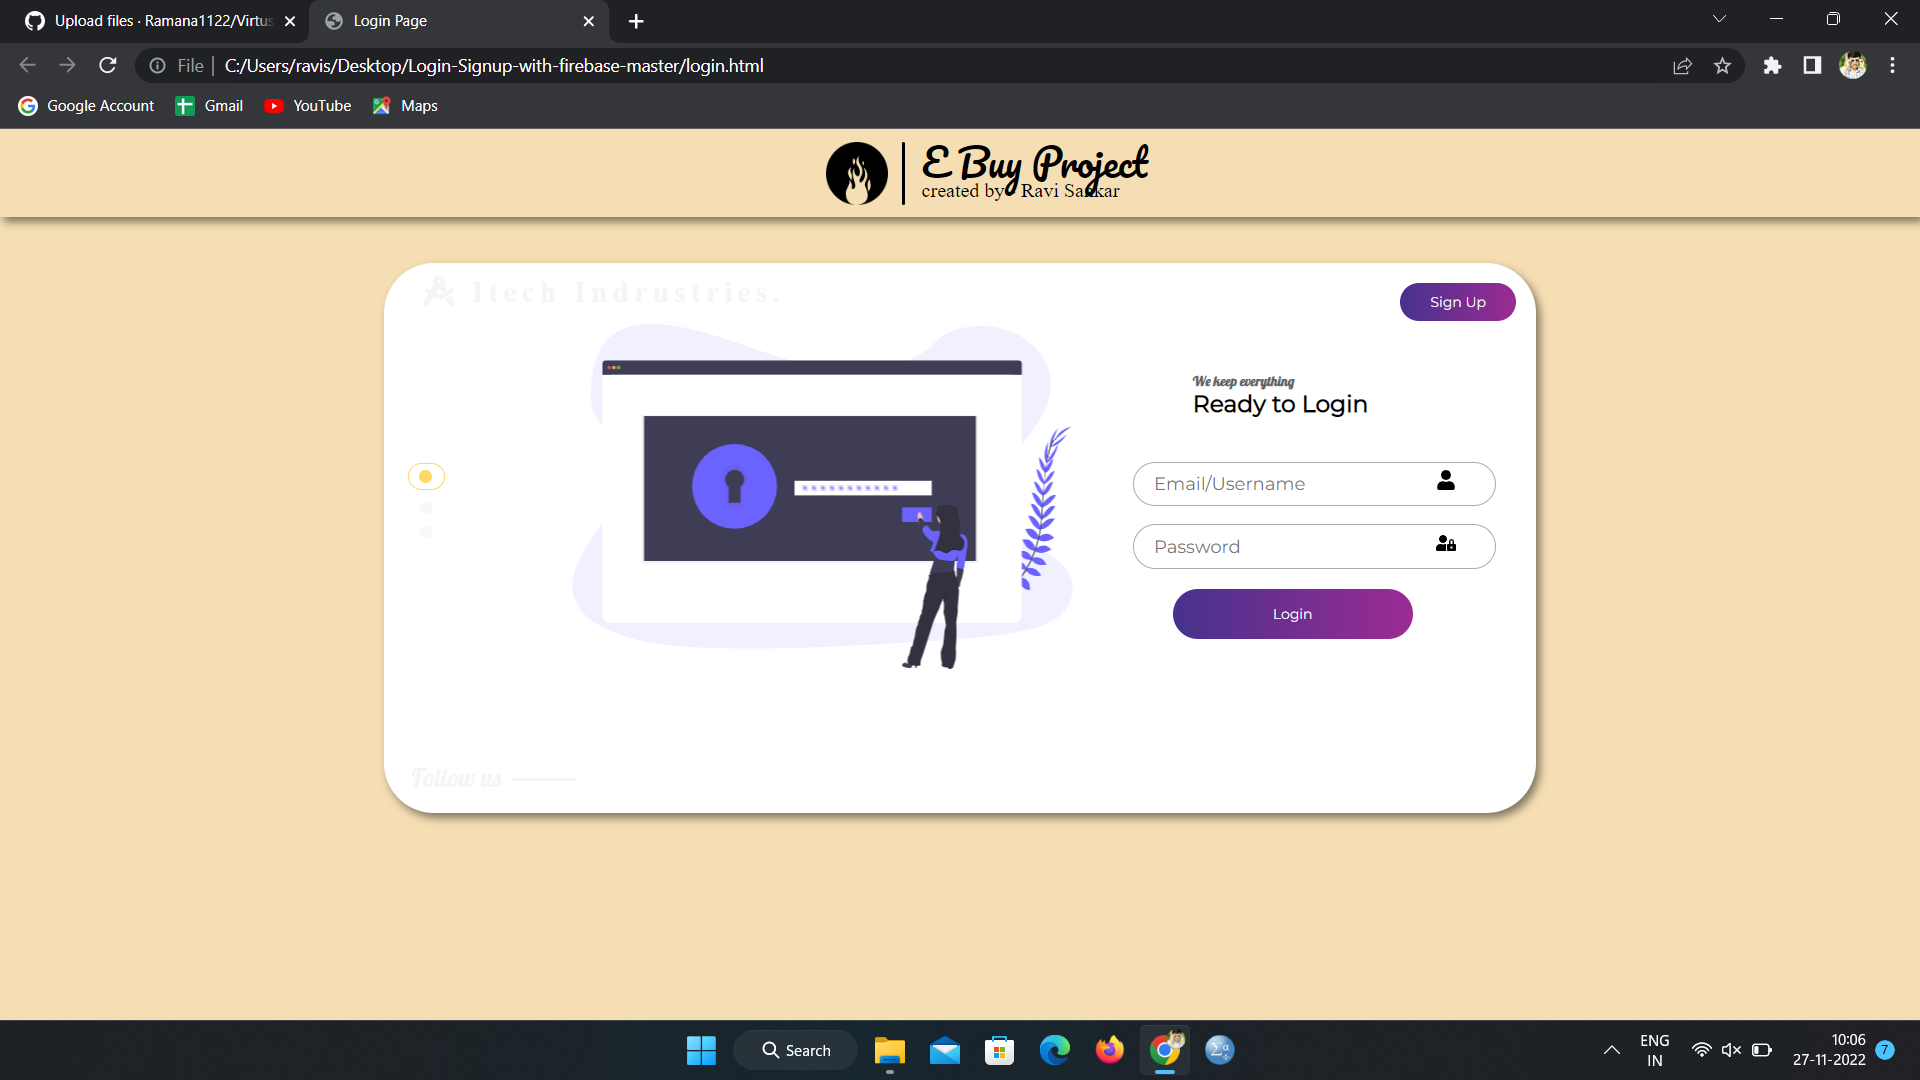 Upload files · Ramana1122/Virtus
Login Page
File
C:/Users/ravis/Desktop/Login-Signup-with-firebase-master/login.html
Google Account
Gmail
YouTube
Maps
E Buy Project
created by - Ravi Sankar
Itech Indrustries.
Sign Up
We keep everything
Ready to Login
Email/Username
Password
Login
Follow us
Search
ENG
IN
10:06
27-11-2022
7